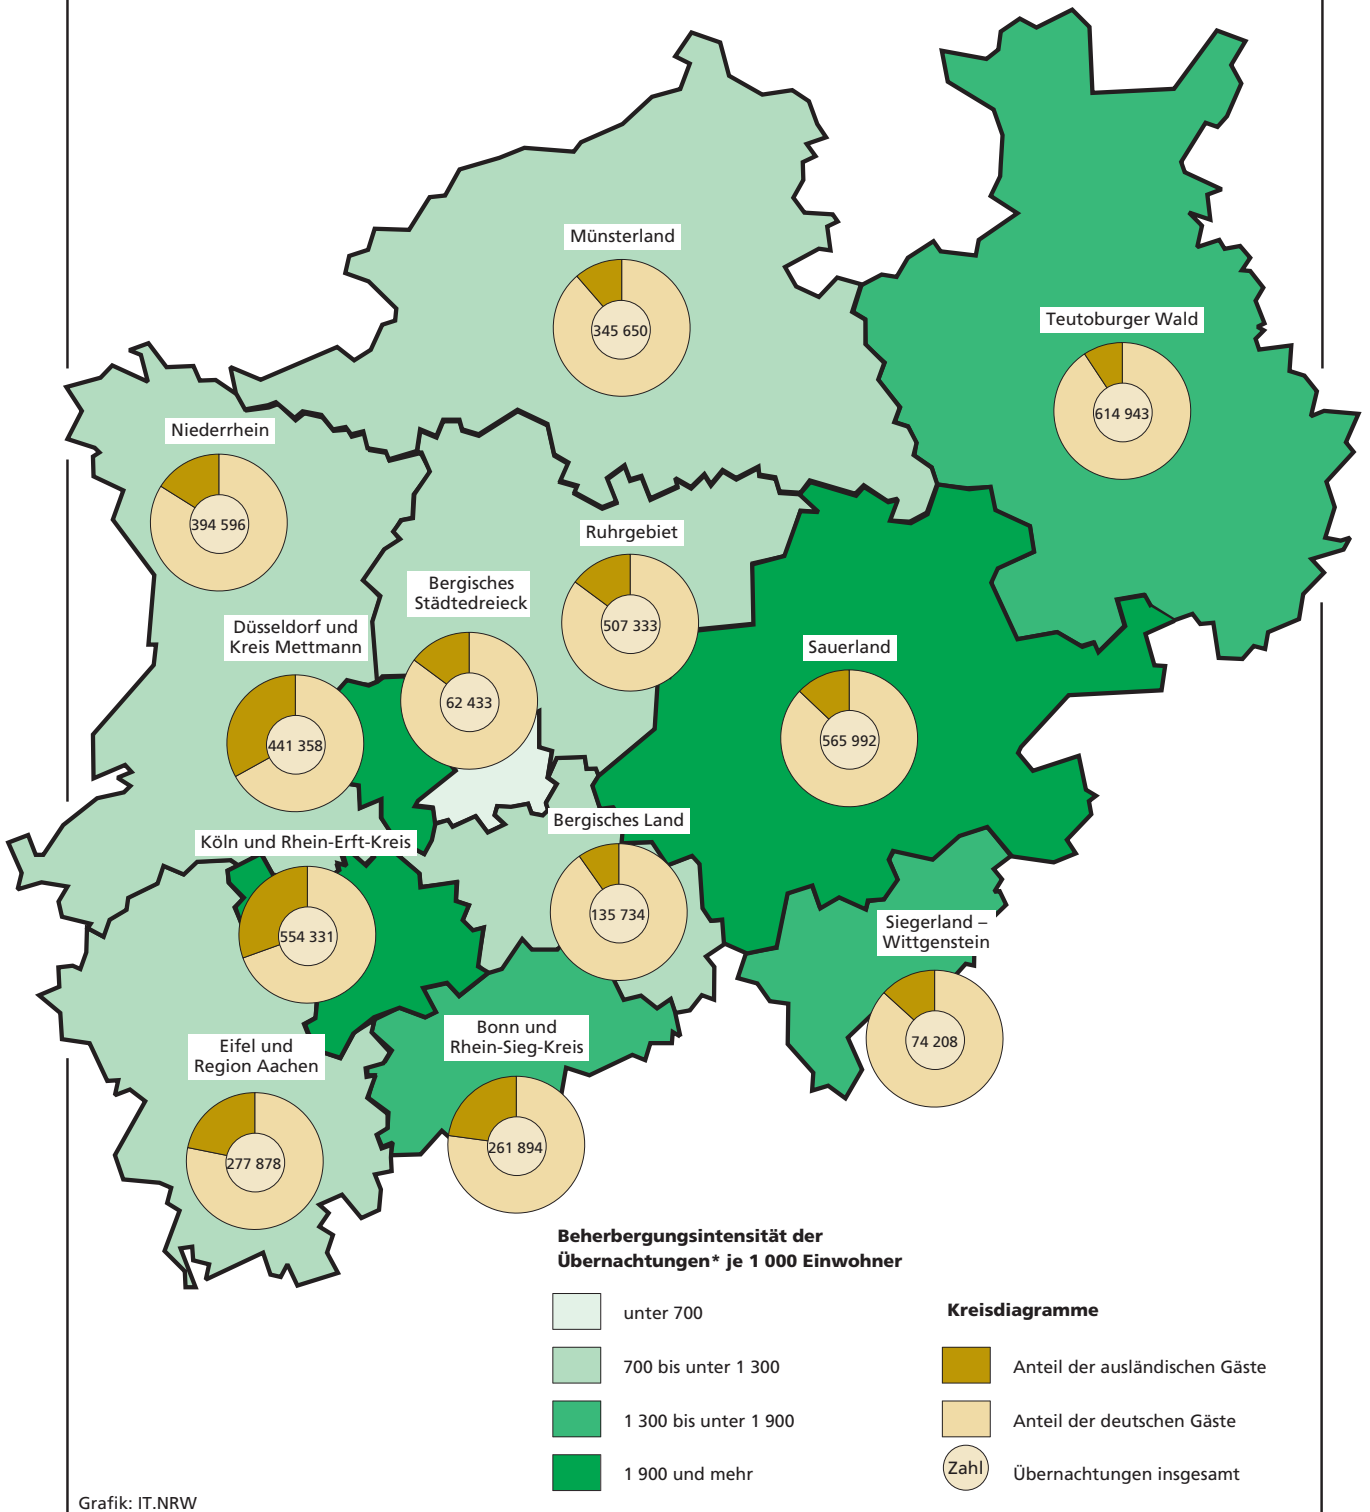 Münsterland
345 650
Teutoburger Wald
614 943
Niederrhein
394 596
Ruhrgebiet
507 333
Bergisches
Städtedreieck
62 433
Düsseldorf und
Kreis Mettmann
441 358
Sauerland
565 992
Bergisches Land
135 734
Köln und Rhein-Erft-Kreis
554 331
Siegerland –
Wittgenstein
74 208
Bonn und
Rhein-Sieg-Kreis
261 894
Eifel und
Region Aachen
277 878
Beherbergungsintensität der
Übernachtungen* je 1 000 Einwohner
unter 700
700 bis unter 1 300
1 300 bis unter 1 900
1 900 und mehr
Kreisdiagramme
Anteil der ausländischen Gäste
Anteil der deutschen Gäste
Zahl
Übernachtungen insgesamt
Grafik: IT.NRW